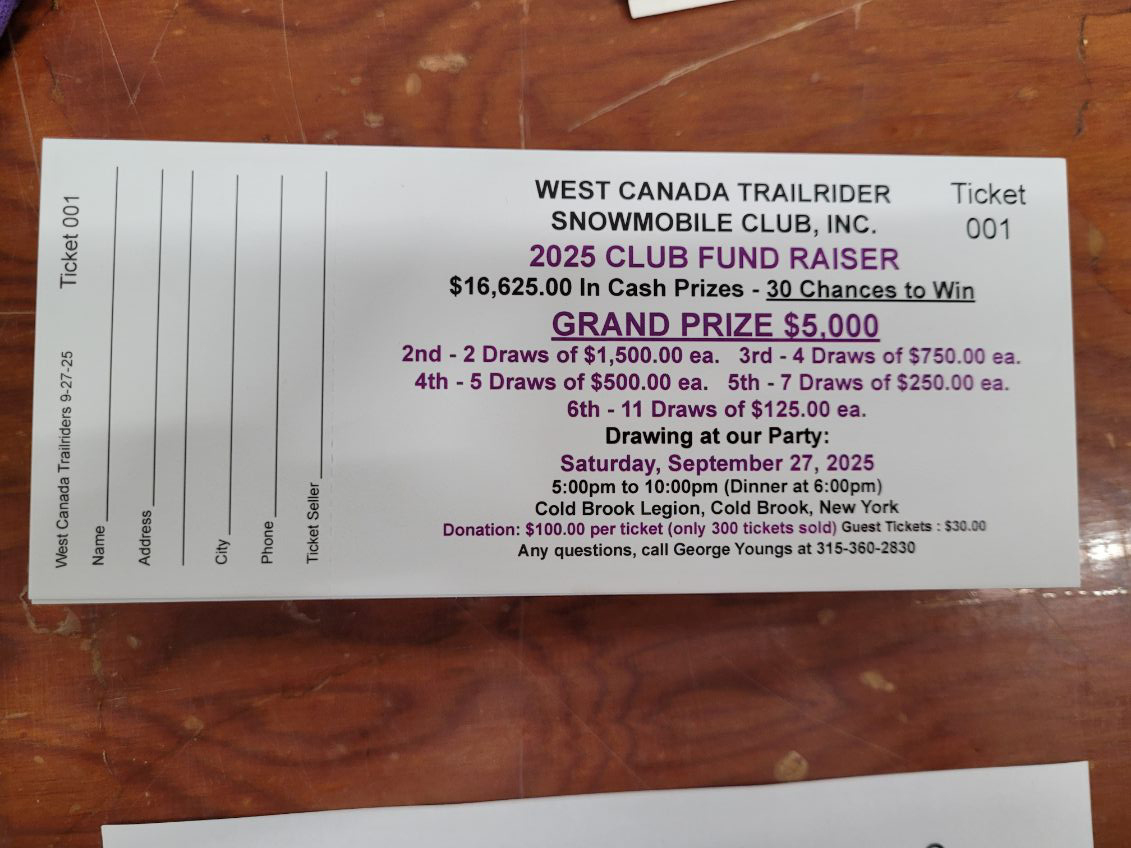 West Canada Trailriders 9-27-25 Ticket 001
Name
Address
City
Phone
Ticket Seller
WEST CANADA TRAILRIDER
SNOWMOBILE CLUB, INC.
Ticket
001
2025 CLUB FUND RAISER
$16,625.00 In Cash Prizes - 30 Chances to Win
GRAND PRIZE $5,000
2nd - 2 Draws of $1,500.00 ea. 3rd - 4 Draws of $750.00 ea.
4th - 5 Draws of $500.00 ea. 5th - 7 Draws of $250.00 ea.
6th - 11 Draws of $125.00 ea.
Drawing at our Party:
Saturday, September 27, 2025
5:00pm to 10:00pm (Dinner at 6:00pm)
Cold Brook Legion, Cold Brook, New York
Donation: $100.00 per ticket (only 300 tickets sold) Guest Tickets : $30.00
Any questions, call George Youngs at 315-360-2830